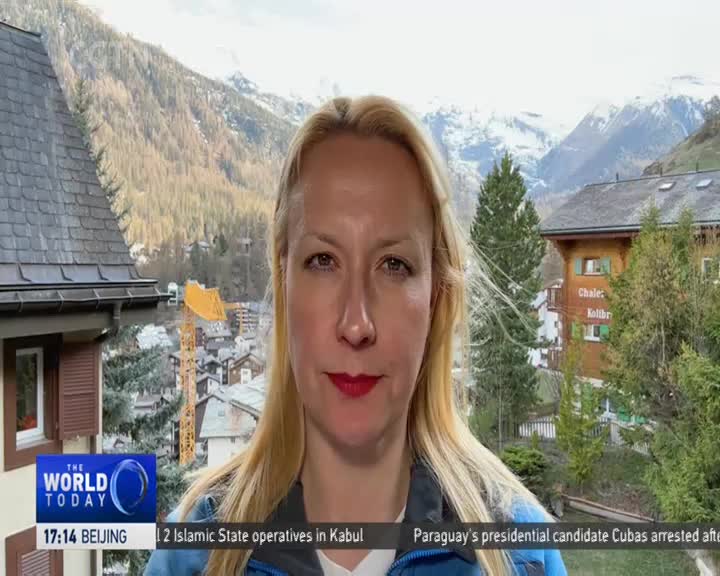 Chalet
Kolibri
THE
WORLD
TODAY
17:14 BEIJING
l 2 Islamic State operatives in Kabul Paraguay's presidential candidate Cubas arrested afte